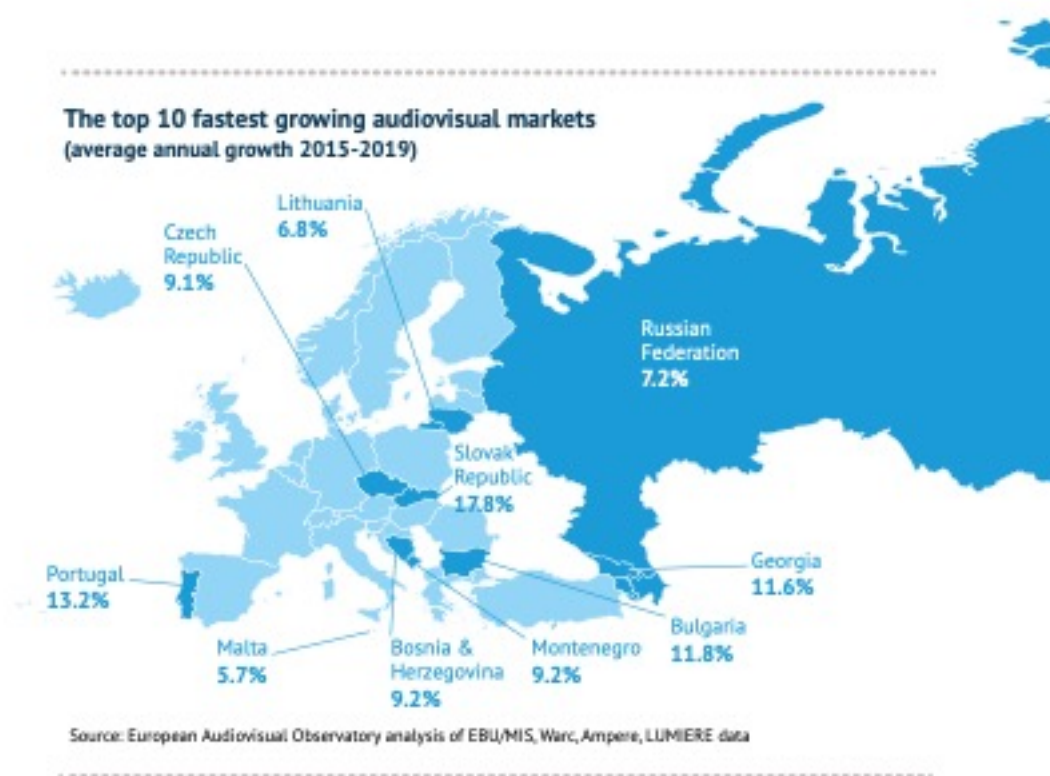 The top 10 fastest growing audiovisual markets
(average annual growth 2015-2019)
Lithuania
6.8%
Czech
Republic
9.1%
Russian
Federation
7.2%
Slovak
Republic
17.8%
Portugal
13.2%
Georgia
11.6%
Bulgaria
11.8%
Malta
5.7%
Bosnia &
Herzegovina
9.2%
Montenegro
9.2%
Source: European Audiovisual Observatory analysis of EBU/MIS, Warc, Ampere, LUMIERE data